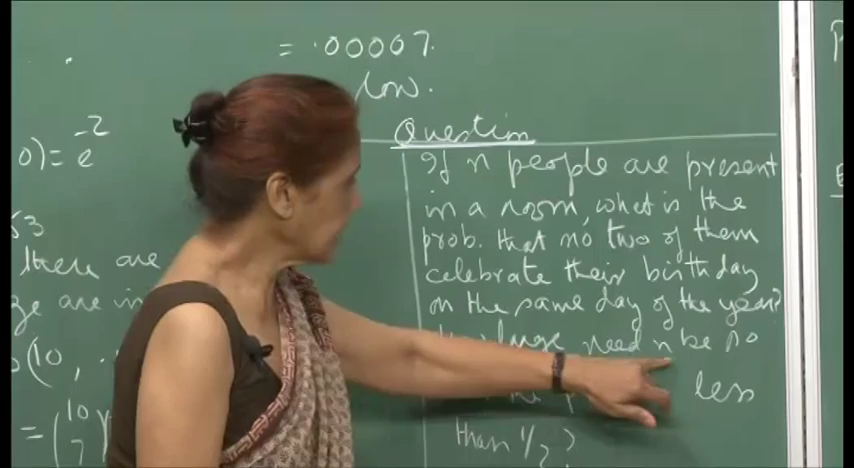 = .00007.
low.
0) = e^-2
53
there are
are in
(10,
= (10 7)
Question
If n people are present
in a room, what is the
prob. that no two of them
celebrate their birthday
on the same day of the year?
large need n be so
the less
than 1/2?